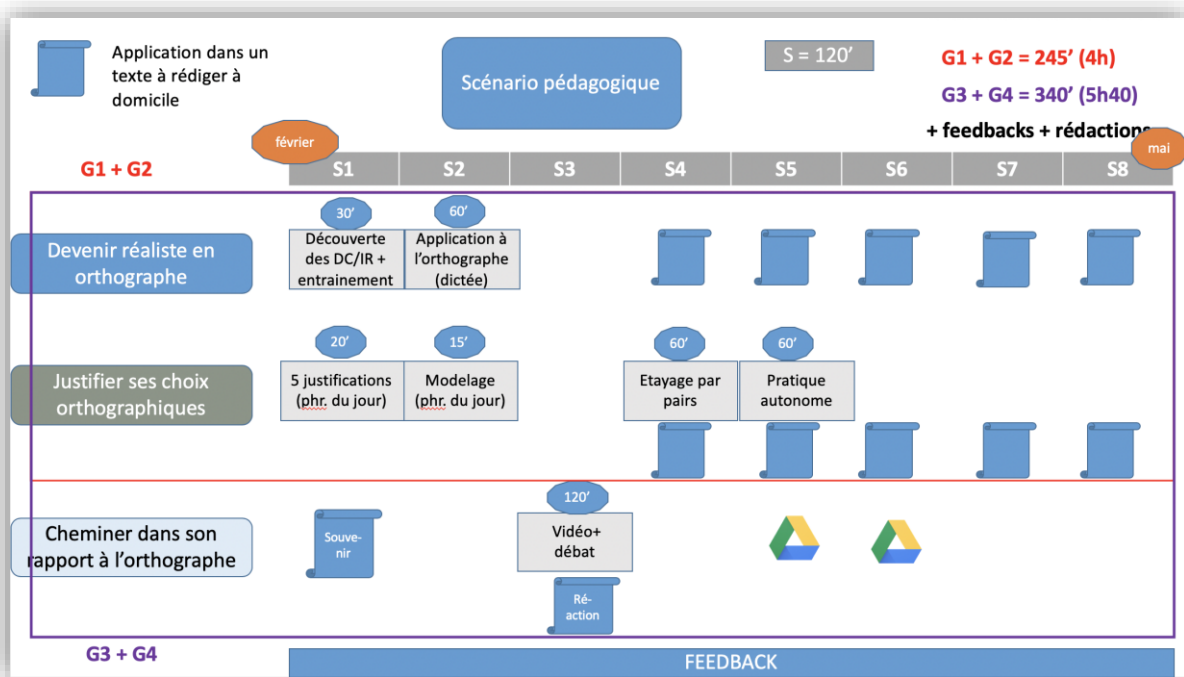 Application dans un
texte à rédiger à
domicile
Scénario pédagogique
S = 120'
G1 + G2 = 245' (4h)
G3 + G4 = 340' (5h40)
+ feedbacks + rédactions
février
mai
G1 + G2
S1
S2
S3
S4
S5
S6
S7
S8
Devenir réaliste en
orthographe
30'
Découverte
des DC/IR +
entrainement
60'
Application à
l'orthographe
(dictée)
Justifier ses choix
orthographiques
20'
5 justifications
(phr. du jour)
15'
Modelage
(phr. du jour)
60'
Etayage par
pairs
60'
Pratique
autonome
Cheminer dans son
rapport à l'orthographe
Souve-
nir
120'
Vidéo+
débat
Ré-
action
G3 + G4
FEEDBACK